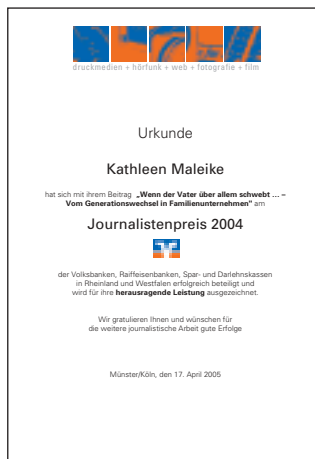 druckmedien + hörfunk + web + fotografie + film
Urkunde
Kathleen Maleike
hat sich mit ihrem Beitrag „Wenn der Vater über allem schwebt ... –
Vom Generationswechsel in Familienunternehmen" am
Journalistenpreis 2004
der Volksbanken, Raiffeisenbanken, Spar- und Darlehnskassen
in Rheinland und Westfalen erfolgreich beteiligt und
wird für ihre herausragende Leistung ausgezeichnet.
Wir gratulieren Ihnen und wünschen für
die weitere journalistische Arbeit gute Erfolge
Münster/Köln, den 17. April 2005